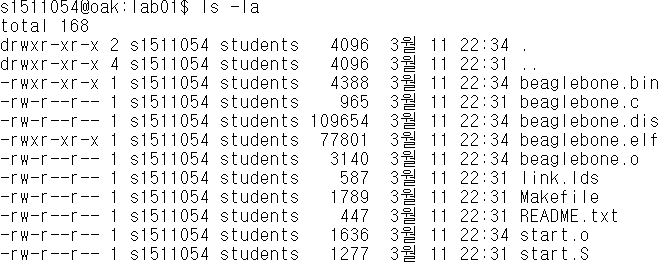 s1511054@oak:lab01$ ls -la
total 168
drwxr-xr-x 2 s1511054 students   4096  3월 11 22:34 .
drwxr-xr-x 4 s1511054 students   4096  3월 11 22:31 ..
-rwxr-xr-x 1 s1511054 students   4388  3월 11 22:34 beaglebone.bin
-rw-r--r-- 1 s1511054 students    965  3월 11 22:31 beaglebone.c
-rw-r--r-- 1 s1511054 students 109654  3월 11 22:34 beaglebone.dis
-rwxr-xr-x 1 s1511054 students  77801  3월 11 22:34 beaglebone.elf
-rw-r--r-- 1 s1511054 students   3140  3월 11 22:34 beaglebone.o
-rw-r--r-- 1 s1511054 students    587  3월 11 22:31 link.lds
-rw-r--r-- 1 s1511054 students   1789  3월 11 22:31 Makefile
-rw-r--r-- 1 s1511054 students    447  3월 11 22:31 README.txt
-rw-r--r-- 1 s1511054 students   1636  3월 11 22:34 start.o
-rw-r--r-- 1 s1511054 students   1277  3월 11 22:31 start.S